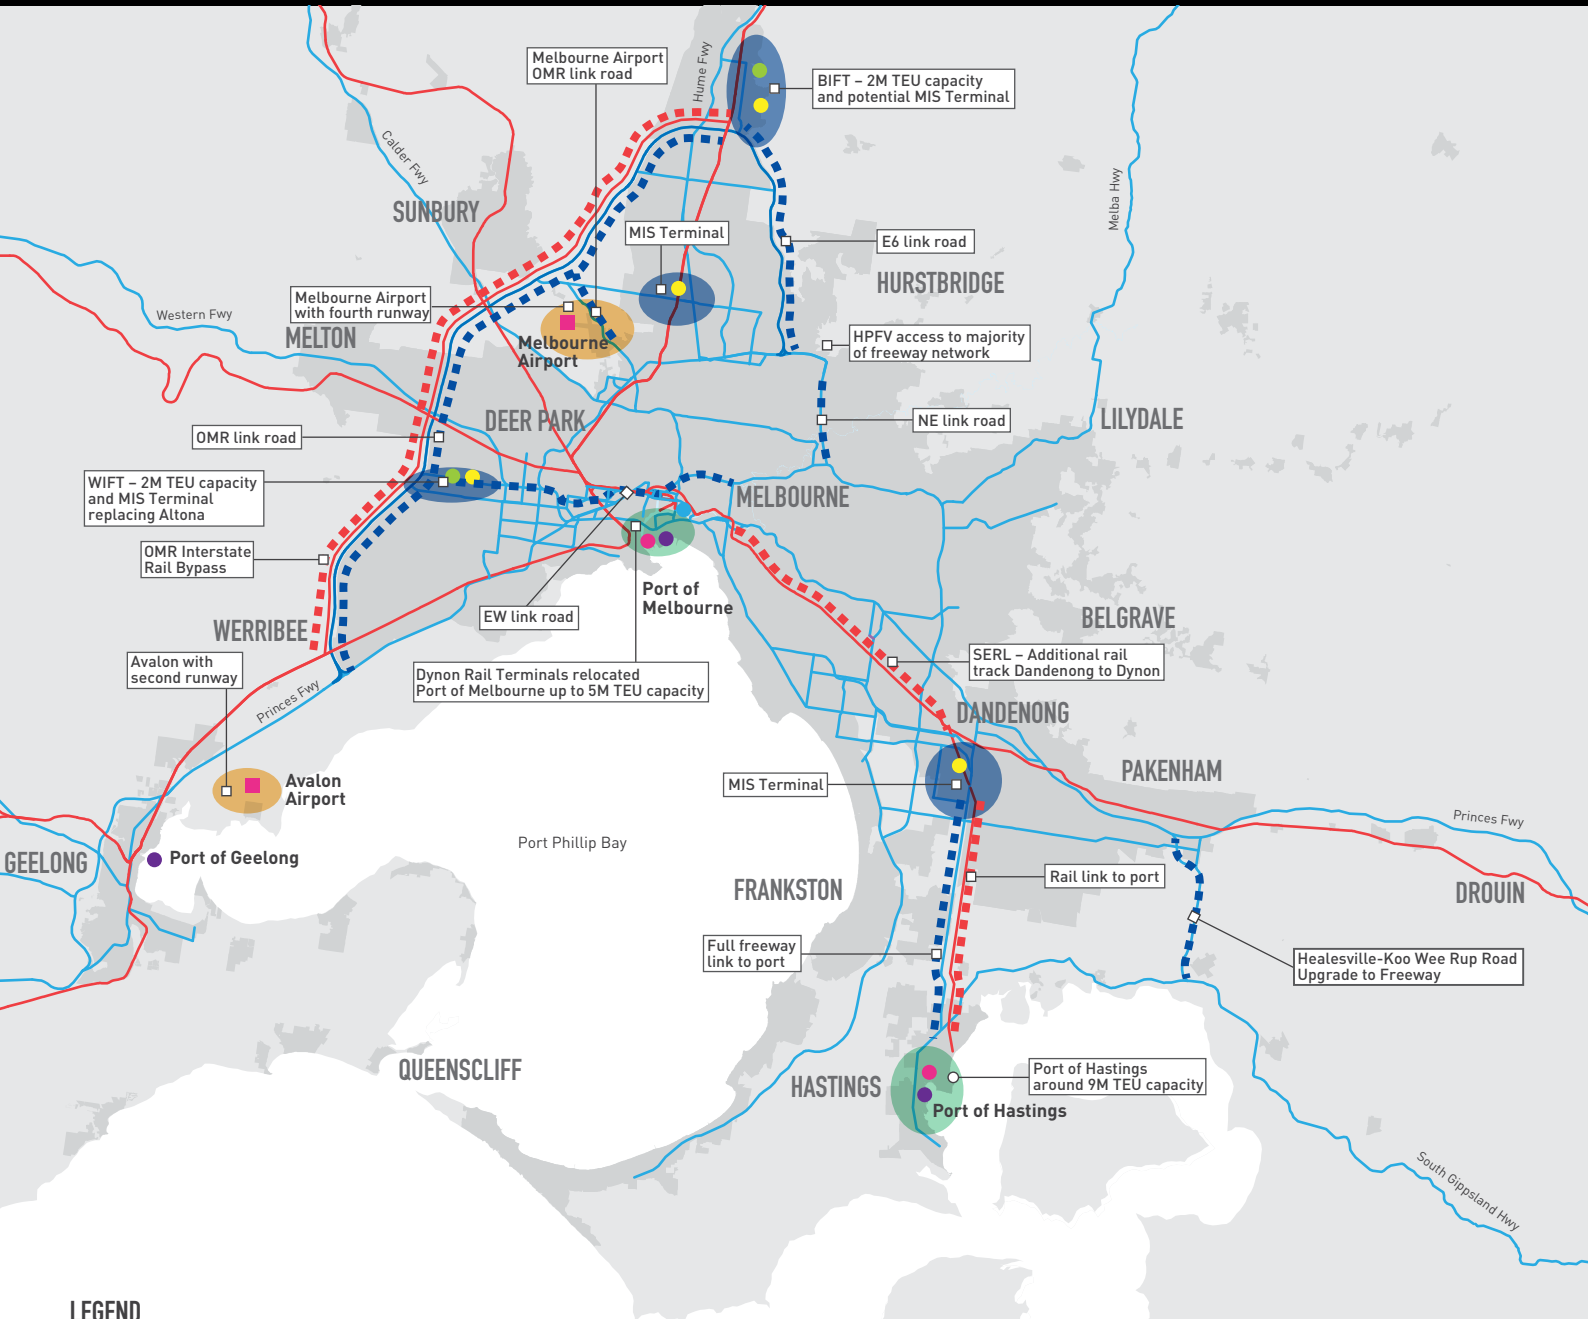 Melbourne Airport
OMR link road
Hume Fwy
BIFT – 2M TEU capacity
and potential MIS Terminal
Calder Fwy
Melba Hwy
SUNBURY
MIS Terminal
E6 link road
HURSTBRIDGE
Melbourne Airport
with fourth runway
Western Fwy
MELTON
Melbourne
Airport
HPFV access to majority
of freeway network
DEER PARK
NE link road
LILYDALE
OMR link road
WIFT – 2M TEU capacity
and MIS Terminal
replacing Altona
MELBOURNE
OMR Interstate
Rail Bypass
Port of
Melbourne
EW link road
BELGRAVE
WERRIBEE
Avalon with
second runway
Princes Fwy
Dynon Rail Terminals relocated
Port of Melbourne up to 5M TEU capacity
SERL – Additional rail
track Dandenong to Dynon
DANDENONG
Avalon
Airport
MIS Terminal
PAKENHAM
Princes Fwy
Port Phillip Bay
GEELONG
Port of Geelong
FRANKSTON
Rail link to port
DROUIN
Full freeway
link to port
Healesville-Koo Wee Rup Road
Upgrade to Freeway
QUEENSCLIFF
HASTINGS
Port of Hastings
around 9M TEU capacity
Port of Hastings
South Gippsland Hwy
LEGEND